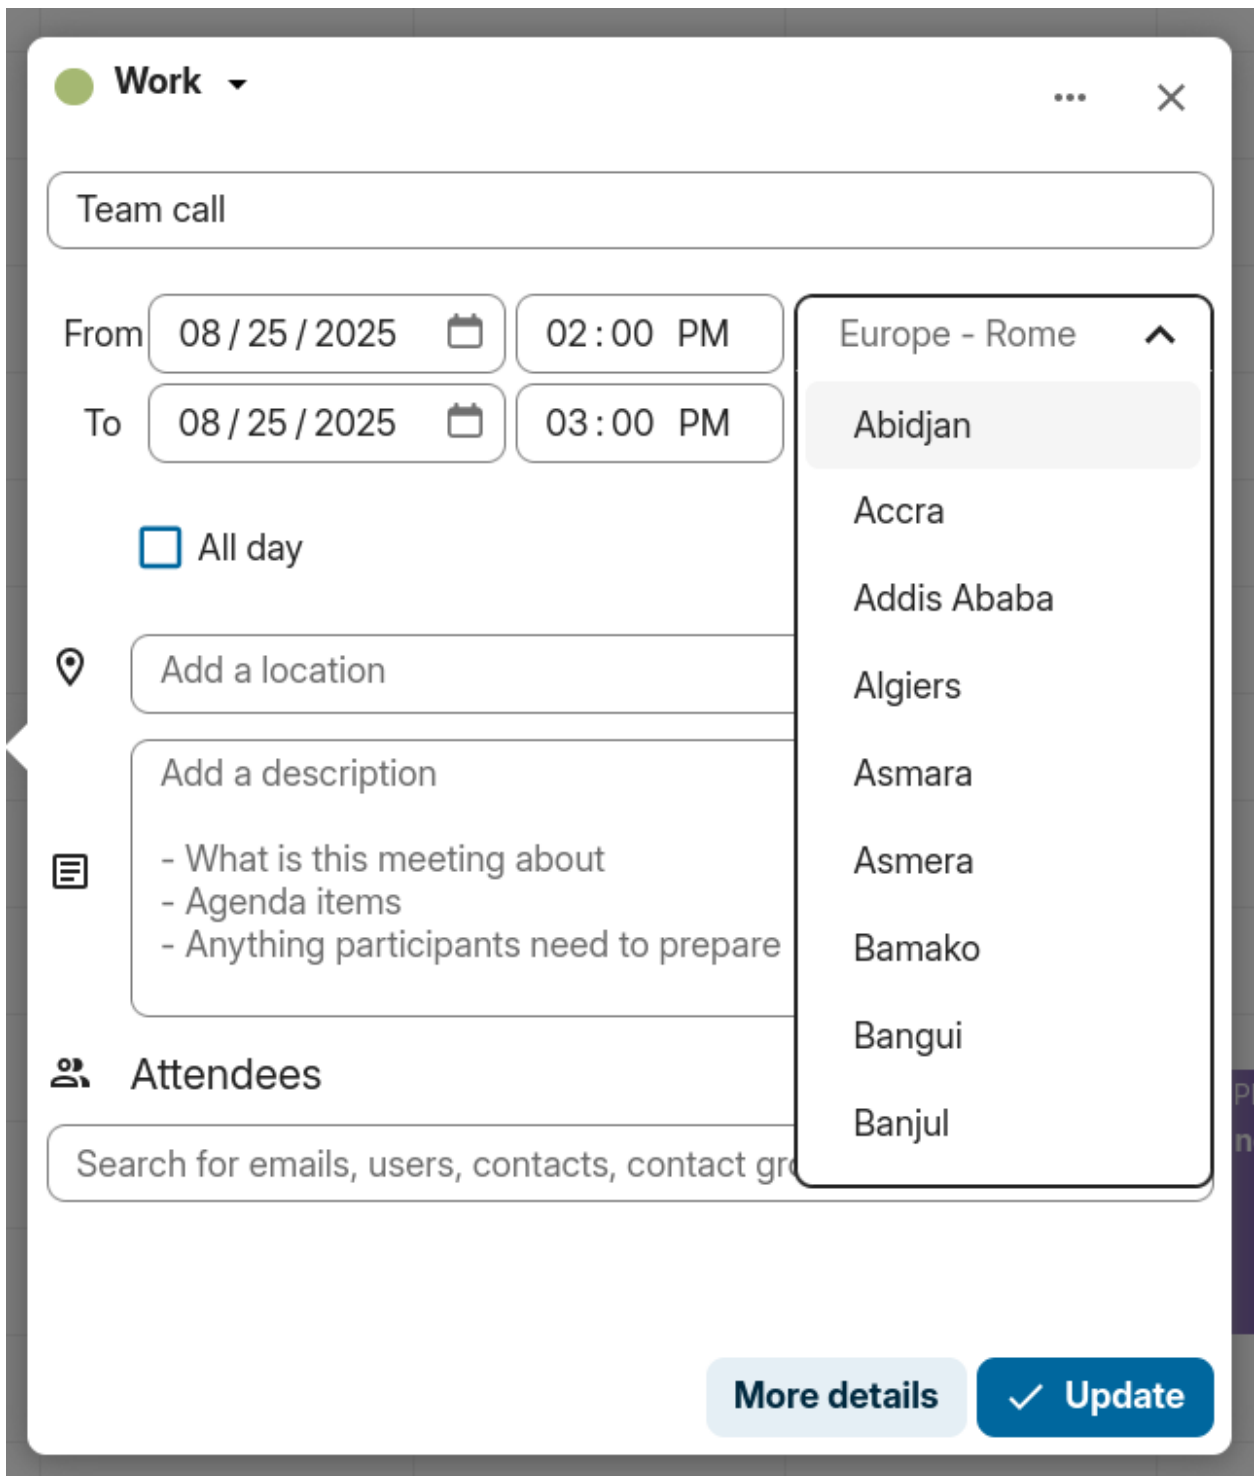 Work
Team call
From 08/25/2025 02:00 PM Europe - Rome
To 08/25/2025 03:00 PM
Abidjan
Accra
All day
Addis Ababa
Add a location
Algiers
Add a description
Asmara
- What is this meeting about
Asmera
- Agenda items
- Anything participants need to prepare
Bamako
Bangui
Attendees
Banjul
Search for emails, users, contacts, contact
More details
Update